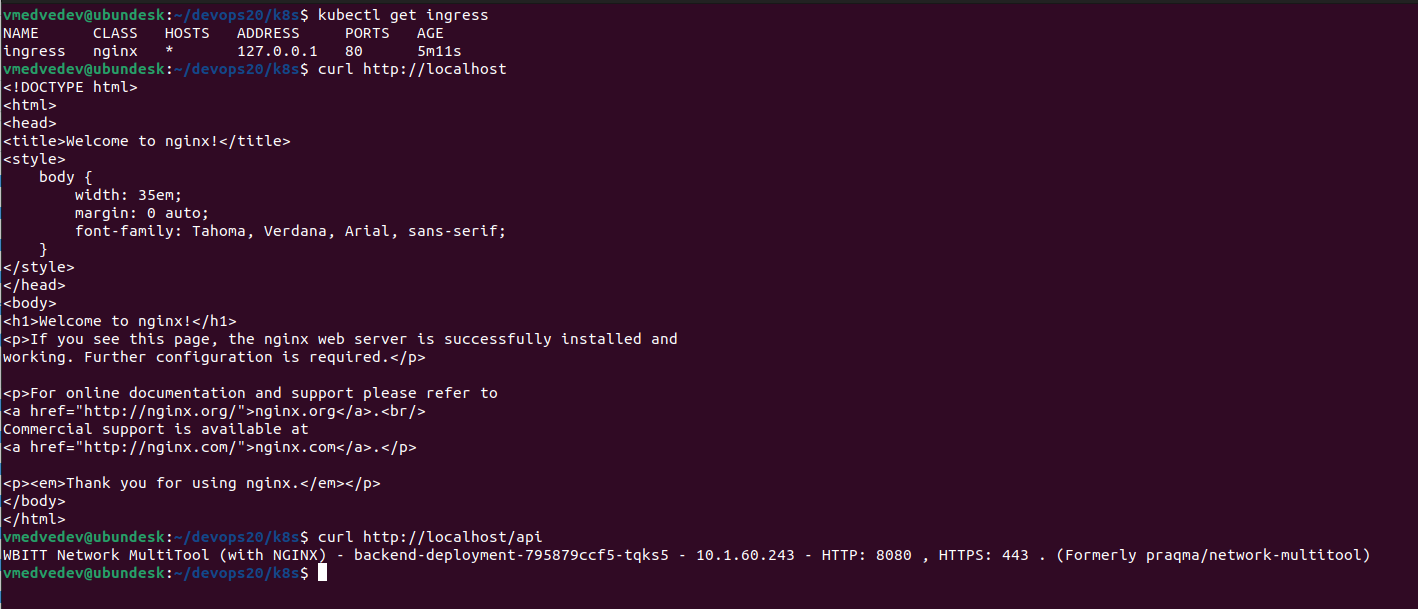 vmedvedev@ubundesk:~/devops20/k8s$ kubectl get ingress
NAME      CLASS   HOSTS   ADDRESS     PORTS   AGE
ingress   nginx   *       127.0.0.1   80      5m11s
vmedvedev@ubundesk:~/devops20/k8s$ curl http://localhost
<!DOCTYPE html>
<html>
<head>
<title>Welcome to nginx!</title>
<style>
    body {
        width: 35em;
        margin: 0 auto;
        font-family: Tahoma, Verdana, Arial, sans-serif;
    }
</style>
</head>
<body>
<h1>Welcome to nginx!</h1>
<p>If you see this page, the nginx web server is successfully installed and
working. Further configuration is required.</p>

<p>For online documentation and support please refer to
<a href="http://nginx.org/">nginx.org</a>.<br/>
Commercial support is available at
<a href="http://nginx.com/">nginx.com</a>.</p>

<p><em>Thank you for using nginx.</em></p>
</body>
</html>
vmedvedev@ubundesk:~/devops20/k8s$ curl http://localhost/api
WBITT Network MultiTool (with NGINX) - backend-deployment-795879ccf5-tqks5 - 10.1.60.243 - HTTP: 8080 , HTTPS: 443 . (Formerly praqma/network-multitool)
vmedvedev@ubundesk:~/devops20/k8s$